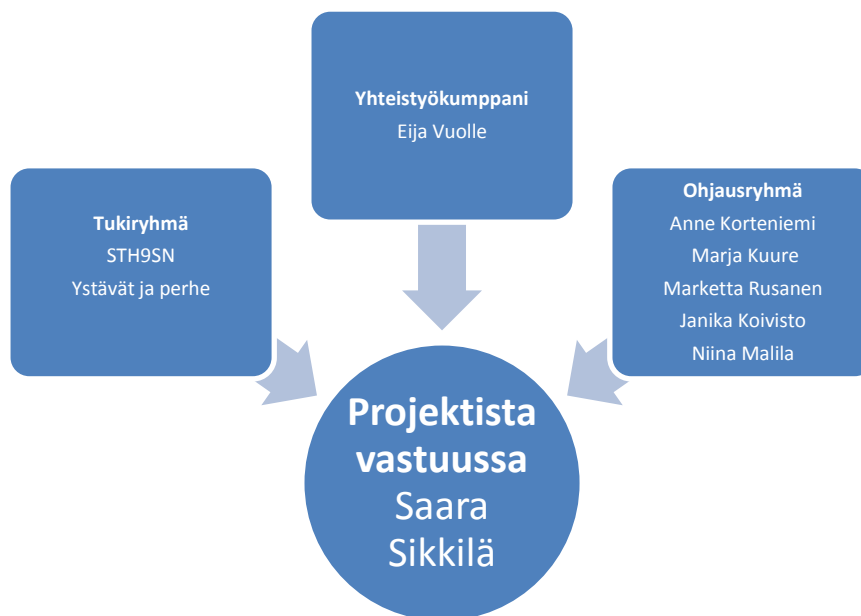 Yhteistyökumppani
Eija Vuolle
Tukiryhmä
STH9SN
Ystävät ja perhe
Ohjausryhmä
Anne Korteniemi
Marja Kuure
Marketta Rusanen
Janika Koivisto
Niina Malila
Projektista
vastuussa
Saara
Sikkilä